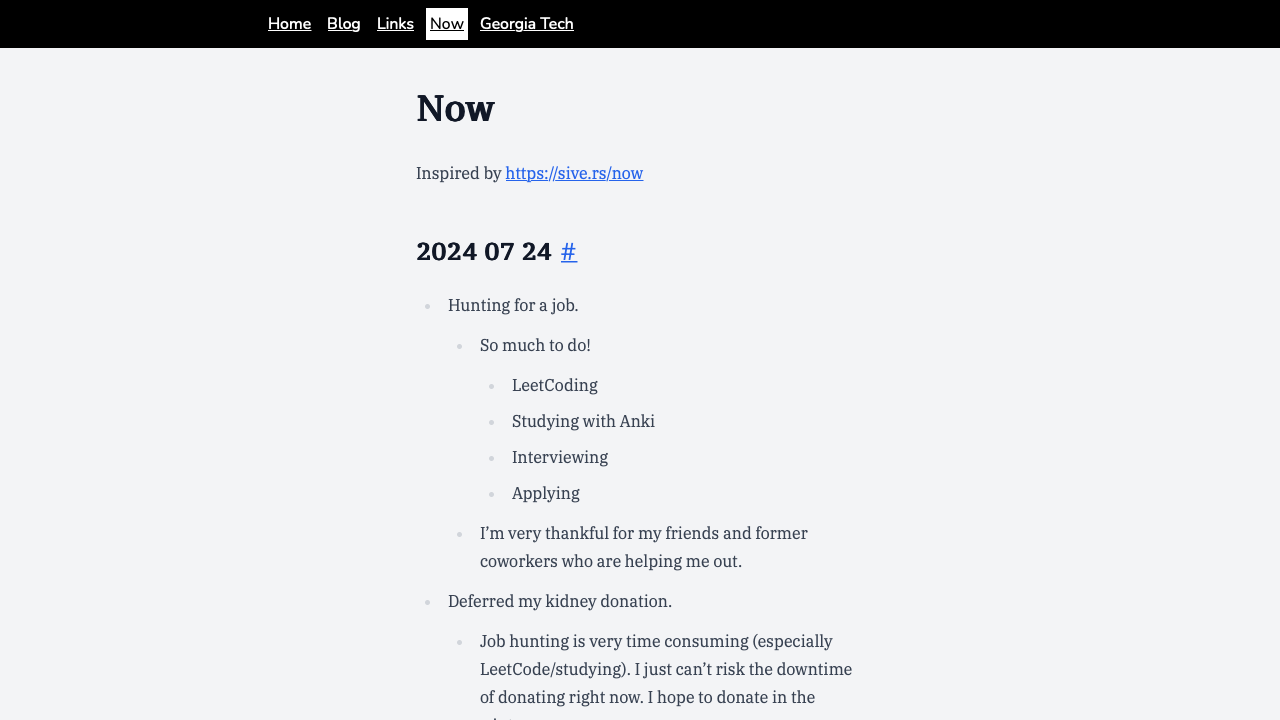 Home Blog Links Now Georgia Tech
Now
Inspired by https://sive.rs/now
2024 07 24 #
Hunting for a job.
So much to do!
LeetCoding
Studying with Anki
Interviewing
Applying
I’m very thankful for my friends and former
coworkers who are helping me out.
Deferred my kidney donation.
Job hunting is very time consuming (especially
LeetCode/studying). I just can’t risk the downtime
of donating right now. I hope to donate in the